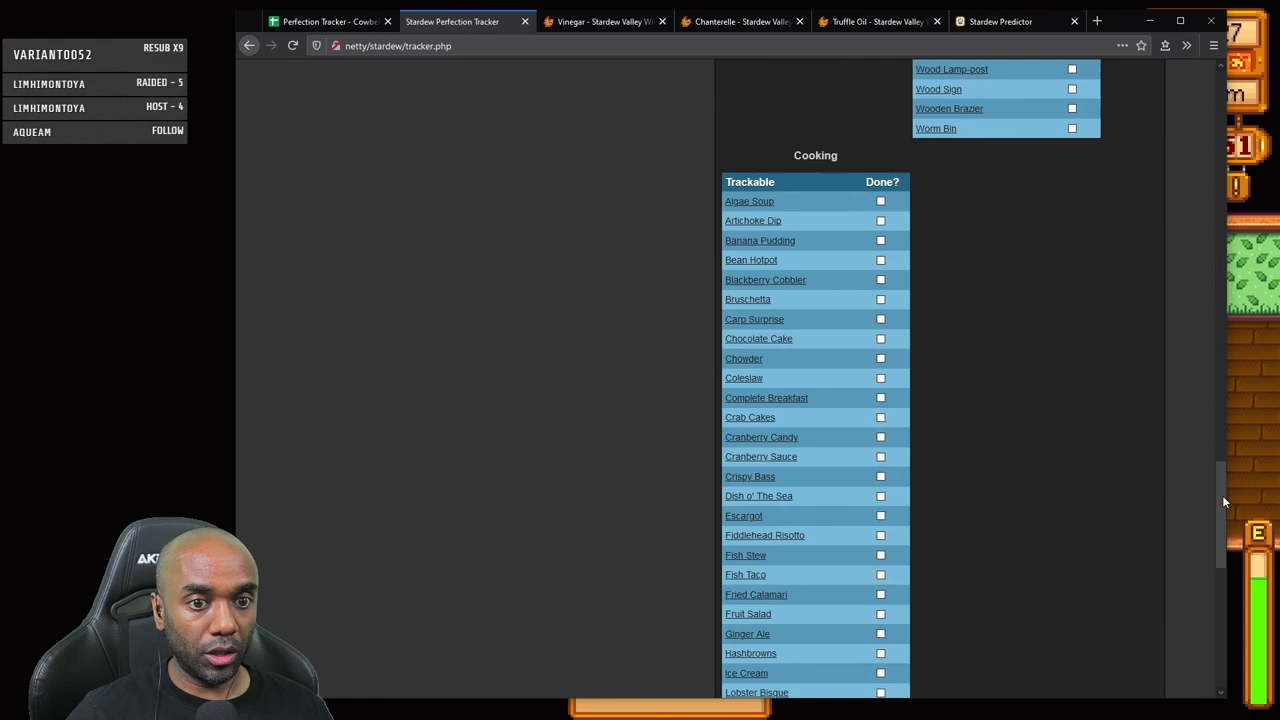 VARIANT0052 RESUB X9
LIMHIMONTOYA RAIDED - 5
LIMHIMONTOYA HOST - 4
AQUEAM FOLLOW
Perfection Tracker - Cowbe
Stardew Perfection Tracker
Vinegar - Stardew Valley Wi
Chanterelle - Stardew Valley
Truffle Oil - Stardew Valley
Stardew Predictor
netty/stardew/tracker.php
Wood Lamp-post
Wood Sign
Wooden Brazier
Worm Bin
Cooking
Trackable Done?
Algae Soup
Artichoke Dip
Banana Pudding
Bean Hotpot
Blackberry Cobbler
Bruschetta
Carp Surprise
Chocolate Cake
Chowder
Coleslaw
Complete Breakfast
Crab Cakes
Cranberry Candy
Cranberry Sauce
Crispy Bass
Dish o' The Sea
Escargot
Fiddlehead Risotto
Fish Stew
Fish Taco
Fried Calamari
Fruit Salad
Ginger Ale
Hashbrowns
Ice Cream
Lobster Bisque
7
m
51
!
E
AK